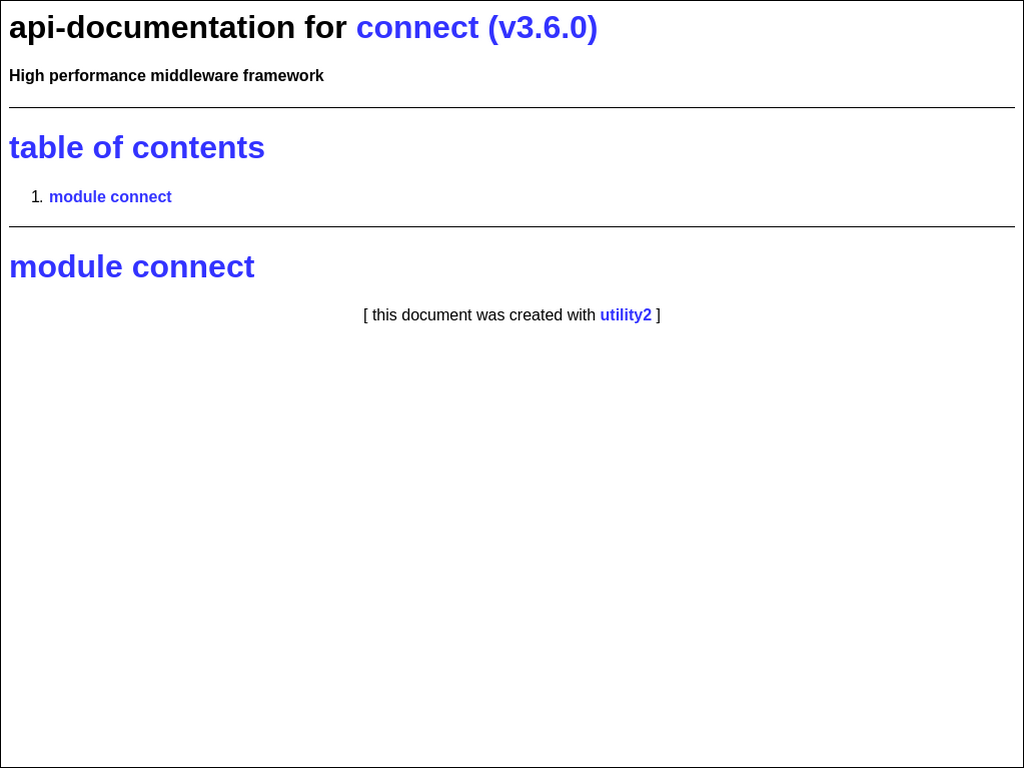 api-documentation for connect (v3.6.0)
High performance middleware framework
table of contents
1. module connect
module connect
[ this document was created with utility2 ]